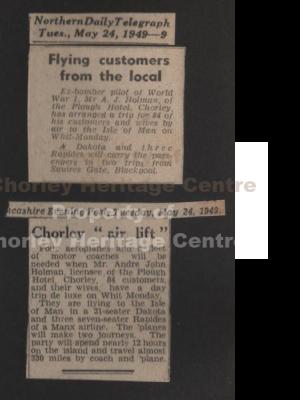 Northern Daily Telegraph
Tues., May 24, 1949—9
Flying customers
from the local
Ex-bomber pilot of World
War I, Mr A. J. Holman, of
the Plough Hotel, Chorley,
has arranged a trip for 84 of
his customers and wives by
air to the Isle of Man on
Whit-Monday.
A Dakota and three
Rapides will carry the pass-
engers in two trips from
Squires Gate, Blackpool.
Chorley Heritage Centre
Lancashire Evening Post, Tuesday, May 24, 1949.
Property of
Chorley Heritage Centre
Chorley "air lift"
Four aeroplanes and a fleet
of motor coaches will be
needed when Mr. Andre John
Holman, licensee of the Plough
Hotel, Chorley, 84 customers,
and their wives, have a day
trip de luxe on Whit Monday.
They are flying to the Isle
of Man in a 21-seater Dakota
and three seven-seater Rapides
of a Manx airline. The 'planes
will make two journeys. The
party will spend nearly 12 hours
on the island and travel almost
230 miles by coach and 'plane.